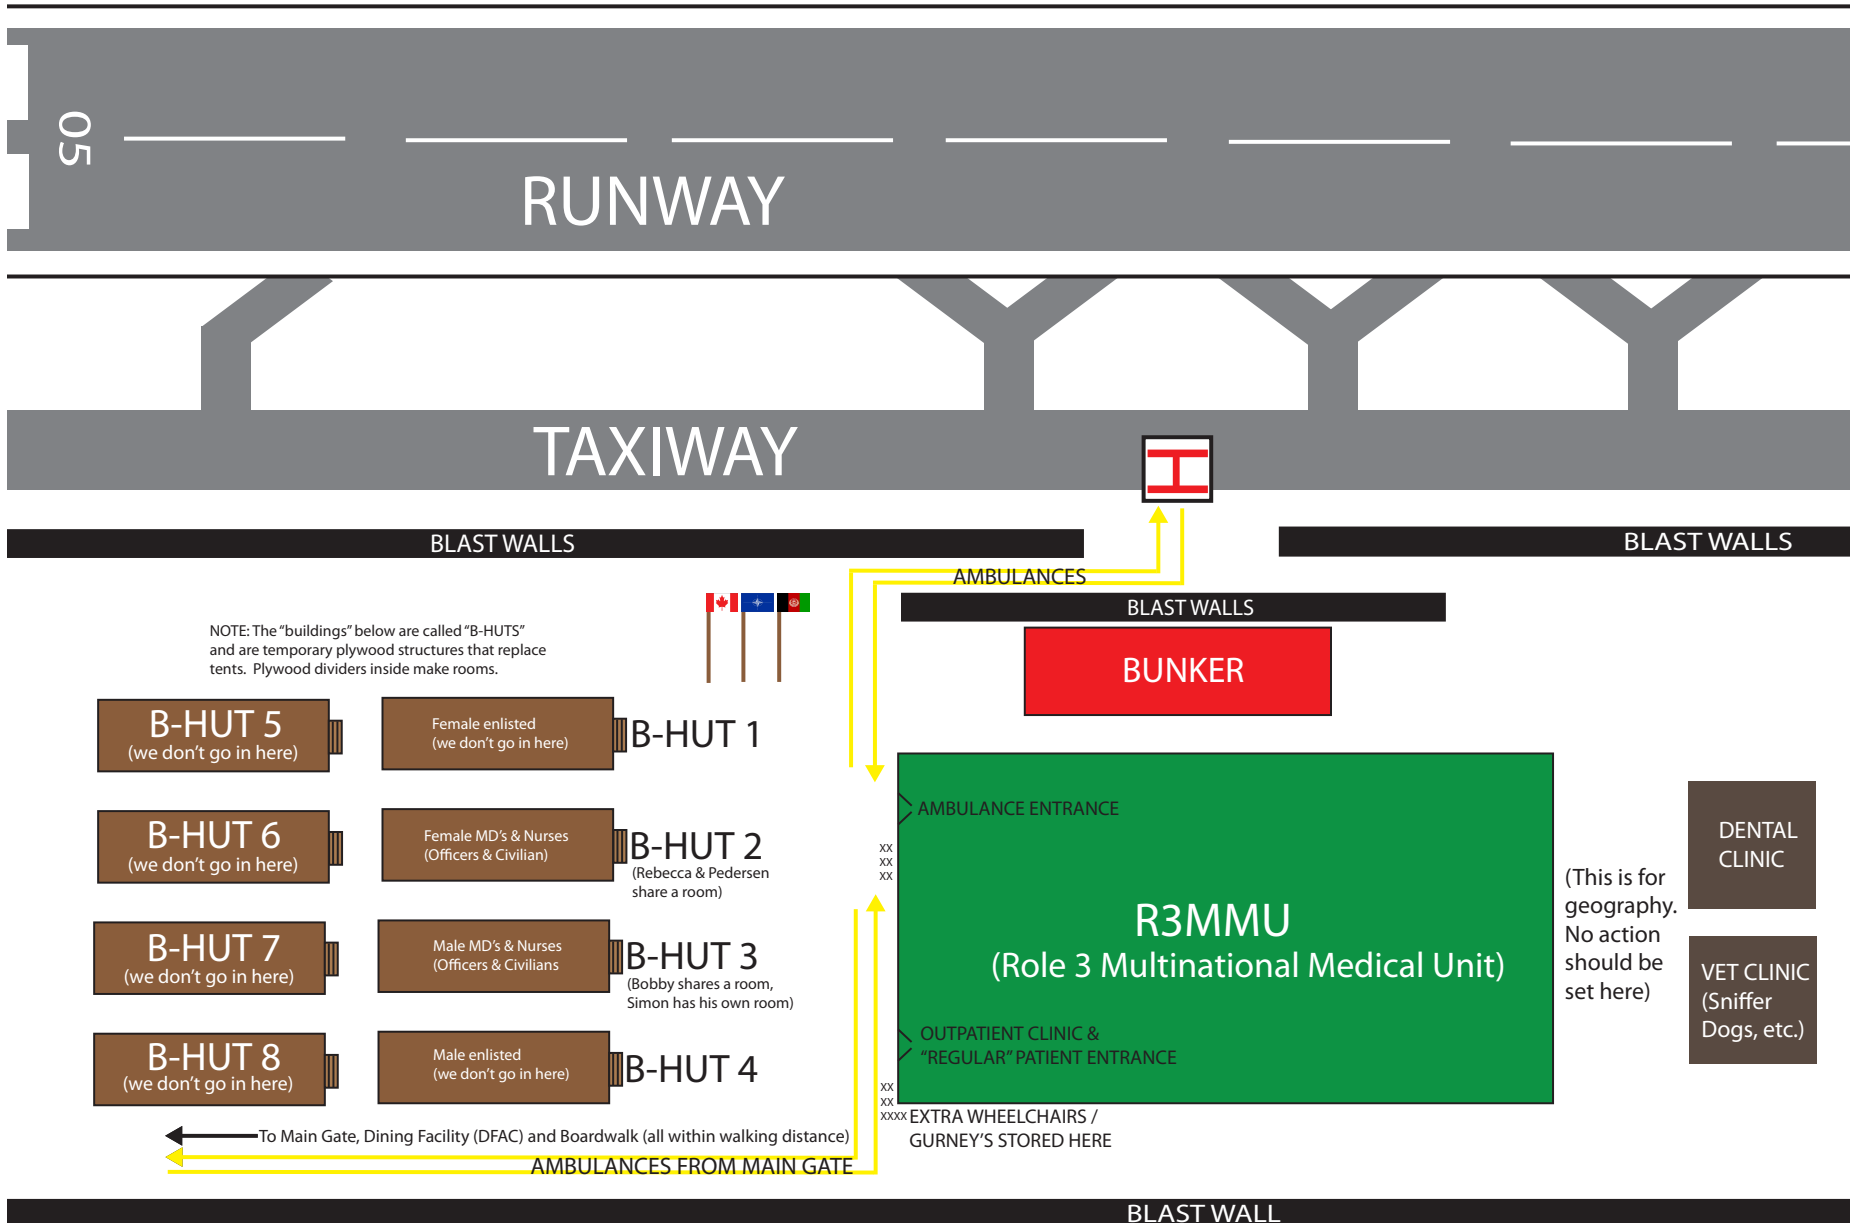 05
RUNWAY
TAXIWAY
H
BLAST WALLS
BLAST WALLS
AMBULANCES
BLAST WALLS
BUNKER
NOTE: The “buildings” below are called “B-HUTS”
and are temporary plywood structures that replace
tents. Plywood dividers inside make rooms.
B-HUT 5
(we don’t go in here)
Female enlisted
(we don’t go in here)
B-HUT 1
B-HUT 6
(we don’t go in here)
Female MD’s & Nurses
(Officers & Civilian)
B-HUT 2
(Rebecca & Pedersen
share a room)
B-HUT 7
(we don’t go in here)
Male MD’s & Nurses
(Officers & Civilians
B-HUT 3
(Bobby shares a room,
Simon has his own room)
B-HUT 8
(we don’t go in here)
Male enlisted
(we don’t go in here)
B-HUT 4
AMBULANCE ENTRANCE
xx
xx
xx
R3MMU
(Role 3 Multinational Medical Unit)
OUTPATIENT CLINIC &
“REGULAR” PATIENT ENTRANCE
xx
xx
xxxx EXTRA WHEELCHAIRS /
GURNEY’S STORED HERE
(This is for
geography.
No action
should be
set here)
DENTAL
CLINIC
VET CLINIC
(Sniffer
Dogs, etc.)
To Main Gate, Dining Facility (DFAC) and Boardwalk (all within walking distance)
AMBULANCES FROM MAIN GATE
BLAST WALL